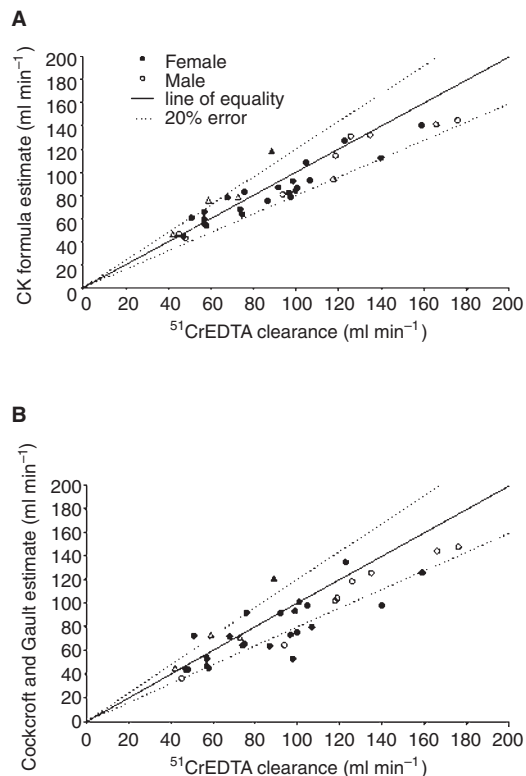 A
200
180
160
140
120
100
80
60
40
20
0
CK formula estimate (ml min⁻¹)
Female
Male
line of equality
20% error
0 20 40 60 80 100 120 140 160 180 200
⁵¹CrEDTA clearance (ml min⁻¹)
B
200
180
160
140
120
100
80
60
40
20
0
Cookcroft and Gault estimate (ml min⁻¹)
0 20 40 60 80 100 120 140 160 180 200
⁵¹CrEDTA clearance (ml min⁻¹)